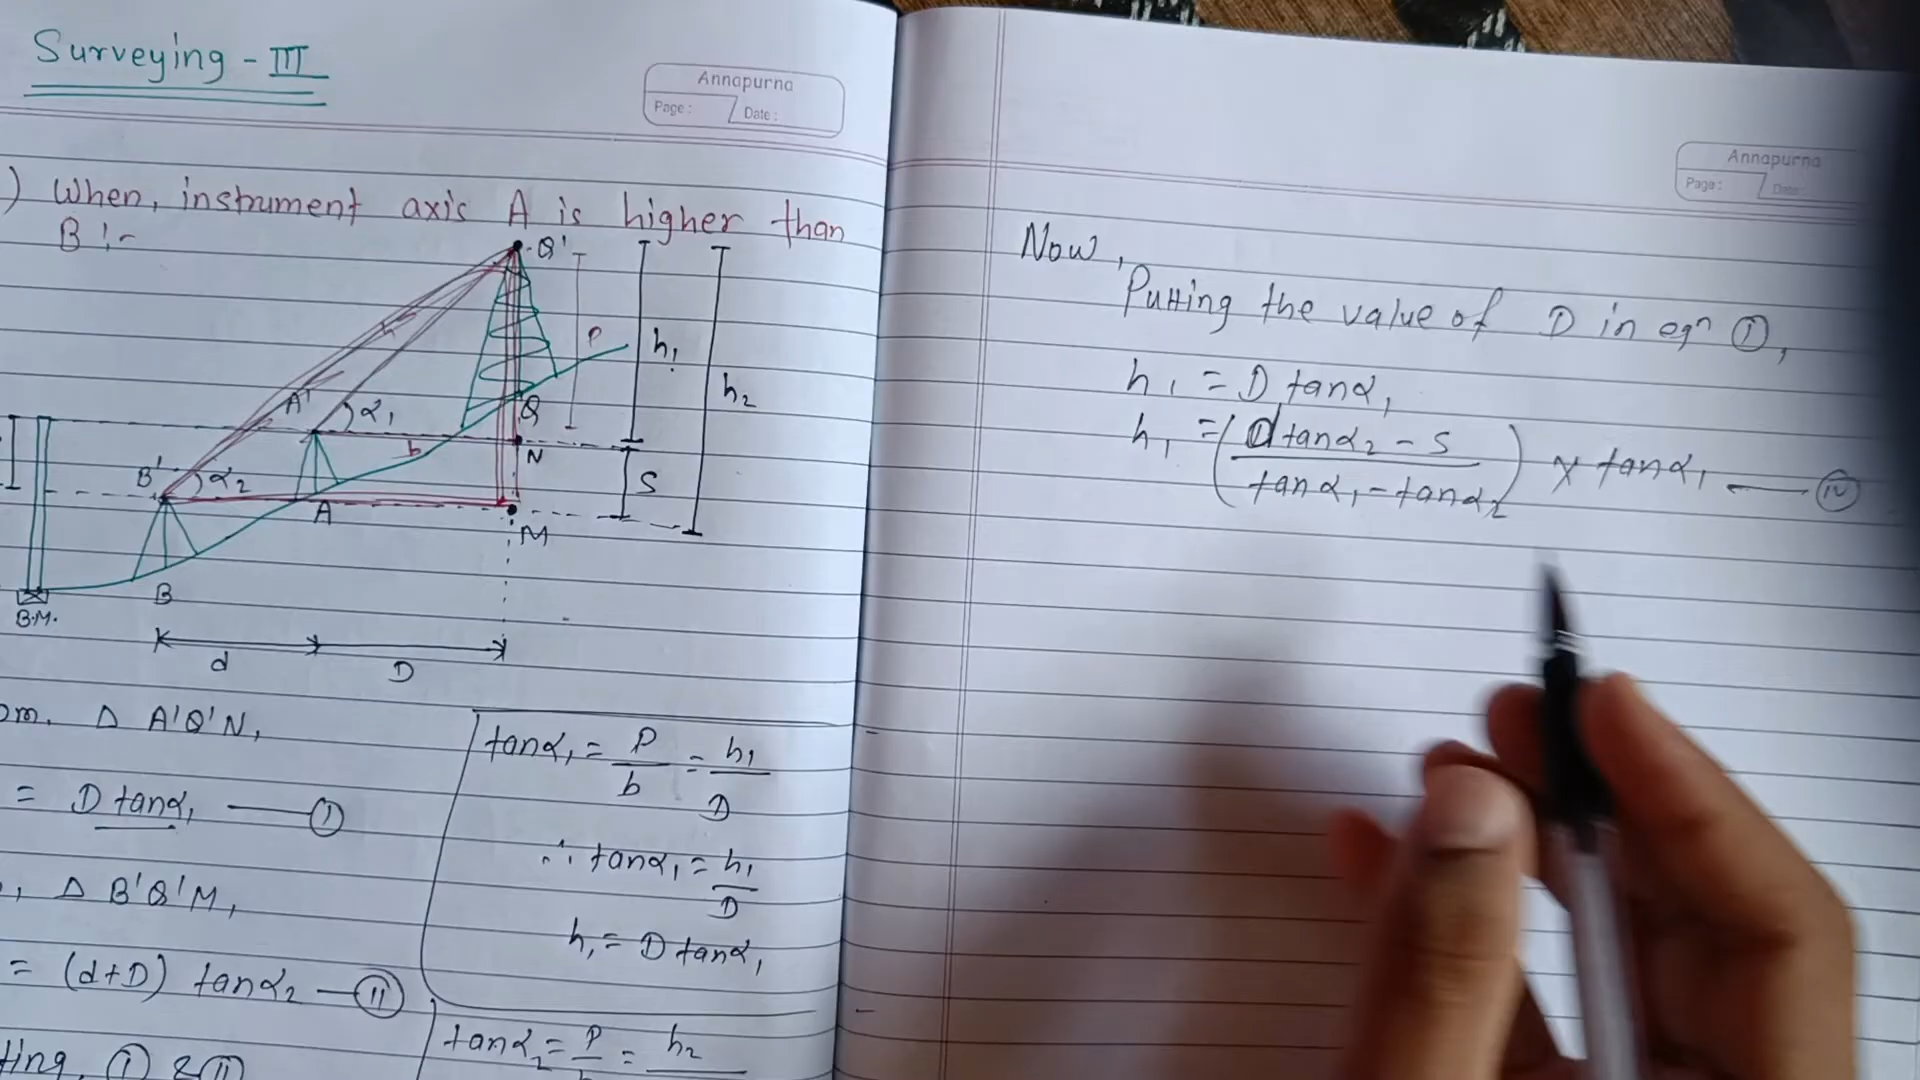 Surveying - III
Annapurna
Page: Date:
) When, instrument axis A is higher than
B :-
Q'
P
h₁
h₂
A' α₁
Q
b
N
B' α₂
S
A
M
B
B.M.
d
D
om. Δ A'Q'N,
= D tanα₁ — Ⓘ
, Δ B'Q'M,
= (d+D) tanα₂ — Ⓘ Ⓘ
ting, Ⓘ & ⒾⒾ
tanα₁ = P/b = h₁/D
∴ tanα₁ = h₁/D
h₁ = D tanα₁
tanα₂ = P/b = h₂
Annapurna
Page: Date:
Now,
Putting the value of D in eqⁿ Ⓘ,
h₁ = D tanα₁
h₁ = (d tanα₂ - S / tanα₁ - tanα₂) × tanα₁ — (IV)